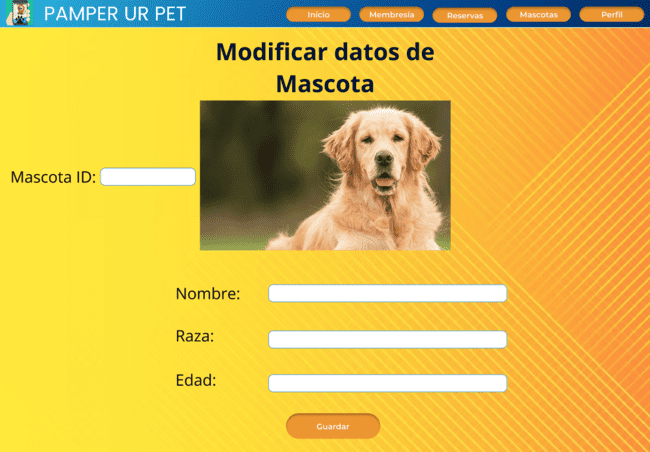 PAMPER UR PET
Inicio
Membresía
Reservas
Mascotas
Perfil
Modificar datos de
Mascota
Mascota ID:
Nombre:
Raza:
Edad:
Guardar